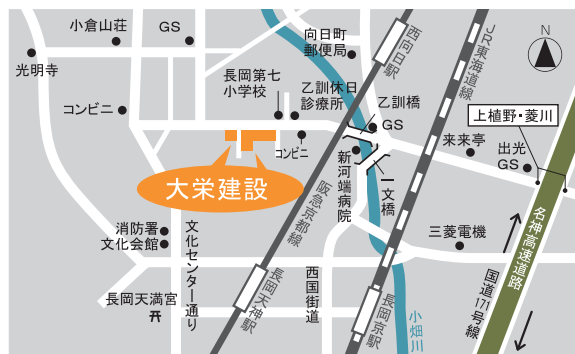 小倉山荘
GS
光明寺
コンビニ
長岡第七
小学校
乙訓休日
診療所
向日町
郵便局
西向日駅
JR東海道線
N
上植野・菱川
乙訓橋
GS
コンビニ
来来亭
出光
GS
大栄建設
新河端病院
一文橋
阪急京都線
消防署
文化会館
文化センター通り
三菱電機
名神高速道路
国道171号線
長岡天満宮
長岡天神駅
西国街道
長岡京駅
小畑川